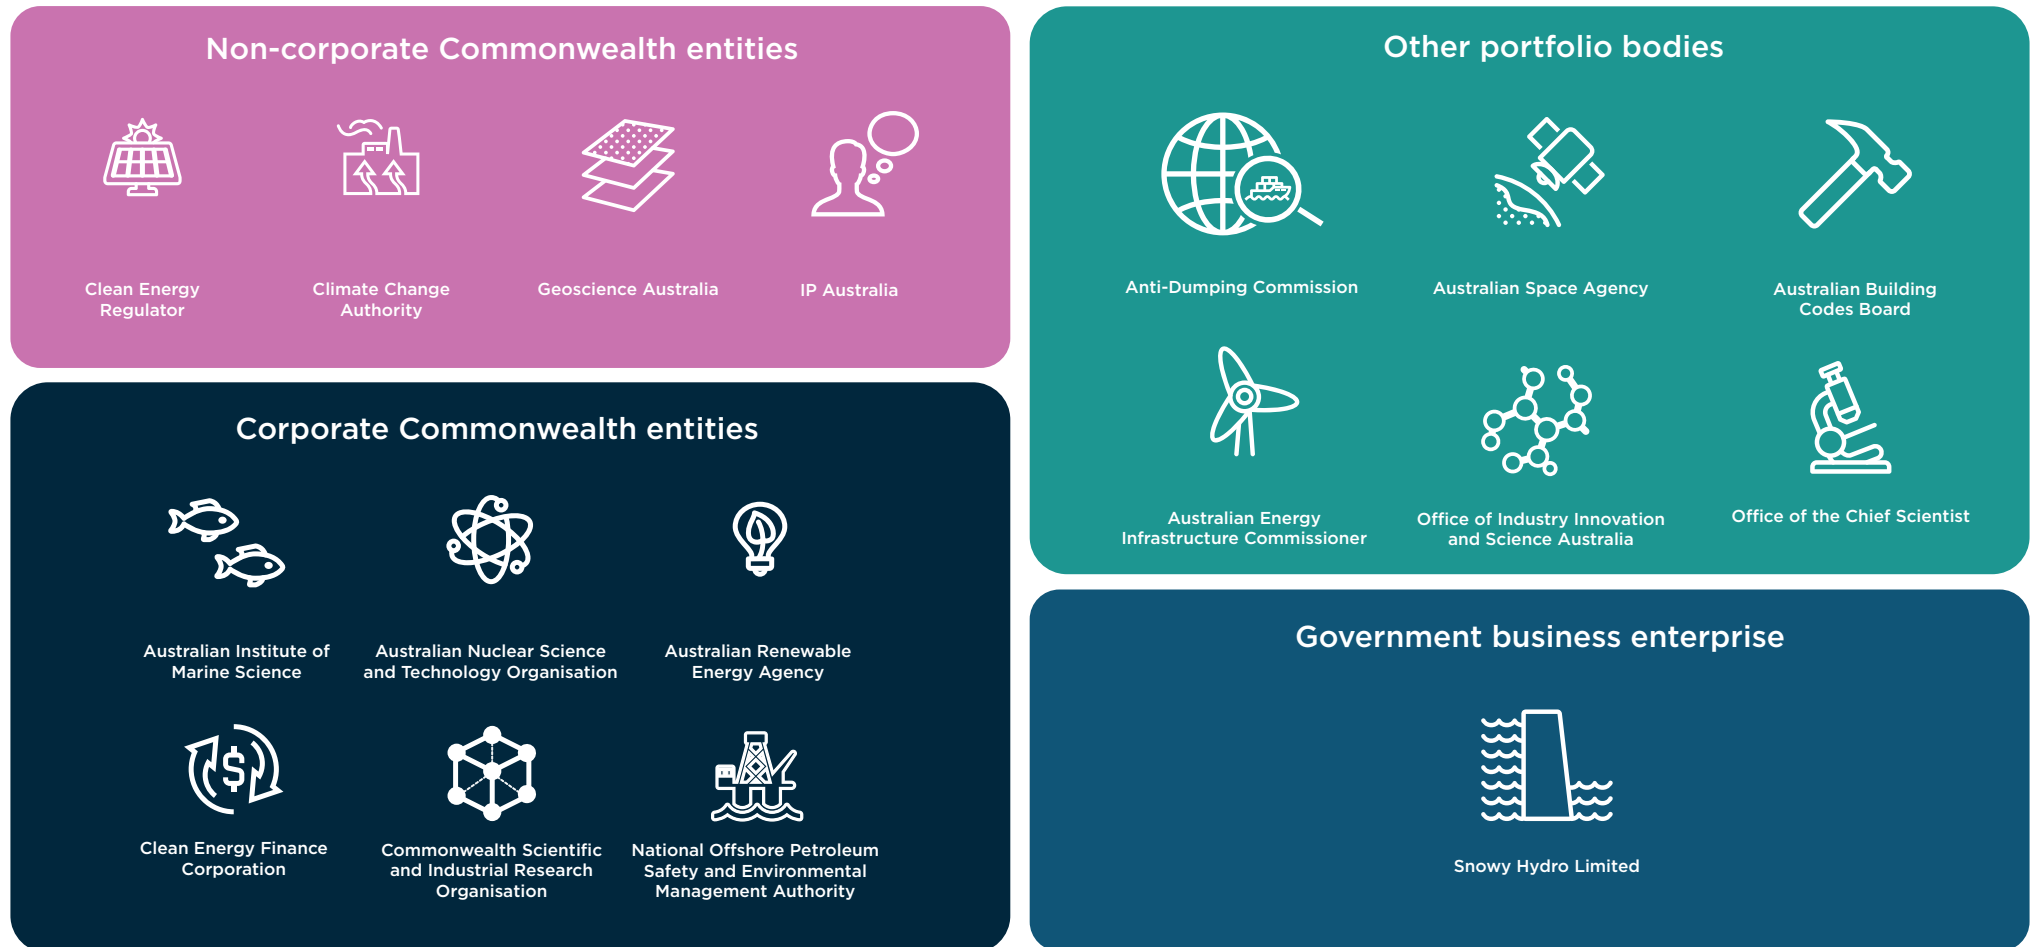 Non-corporate Commonwealth entities
Clean Energy
Regulator
Climate Change
Authority
Geoscience Australia
IP Australia
Corporate Commonwealth entities
Australian Institute of
Marine Science
Australian Nuclear Science
and Technology Organisation
Australian Renewable
Energy Agency
Clean Energy Finance
Corporation
Commonwealth Scientific
and Industrial Research
Organisation
National Offshore Petroleum
Safety and Environmental
Management Authority
Other portfolio bodies
Anti-Dumping Commission
Australian Space Agency
Australian Building
Codes Board
Australian Energy
Infrastructure Commissioner
Office of Industry Innovation
and Science Australia
Office of the Chief Scientist
Government business enterprise
Snowy Hydro Limited